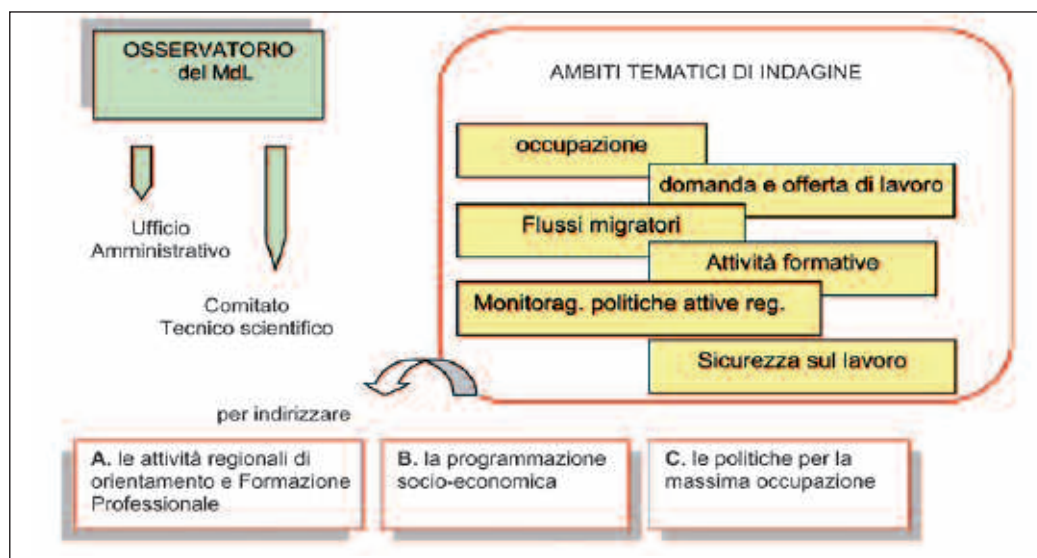 OSSERVATORIO
del MdL
Ufficio
Amministrativo
Comitato
Tecnico scientifico
AMBITI TEMATICI DI INDAGINE
occupazione
domanda e offerta di lavoro
Flussi migratori
Attività formative
Monitorag. politiche attive reg.
Sicurezza sul lavoro
per indirizzare
A. le attività regionali di
orientamento e Formazione
Professionale
B. la programmazione
socio-economica
C. le politiche per la
massima occupazione